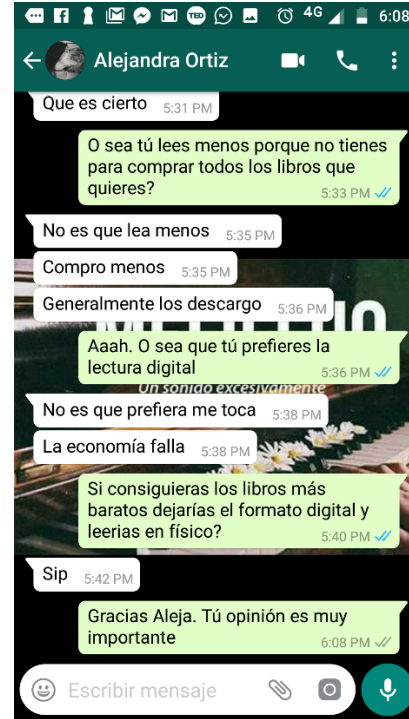 TED
4G
6:08
Alejandra Ortiz
Que es cierto 5:31 PM
O sea tú lees menos porque no tienes
para comprar todos los libros que
quieres?
5:33 PM
No es que lea menos 5:35 PM
Compro menos 5:35 PM
Generalmente los descargo 5:36 PM
Aaah. O sea que tú prefieres la
lectura digital
5:36 PM
Un sonido excesivamente
No es que prefiera me toca 5:38 PM
La economía falla 5:38 PM
Si consiguieras los libros más
baratos dejarías el formato digital y
leerias en físico?
5:40 PM
Sip 5:42 PM
Gracias Aleja. Tú opinión es muy
importante
6:08 PM
Escribir mensaje